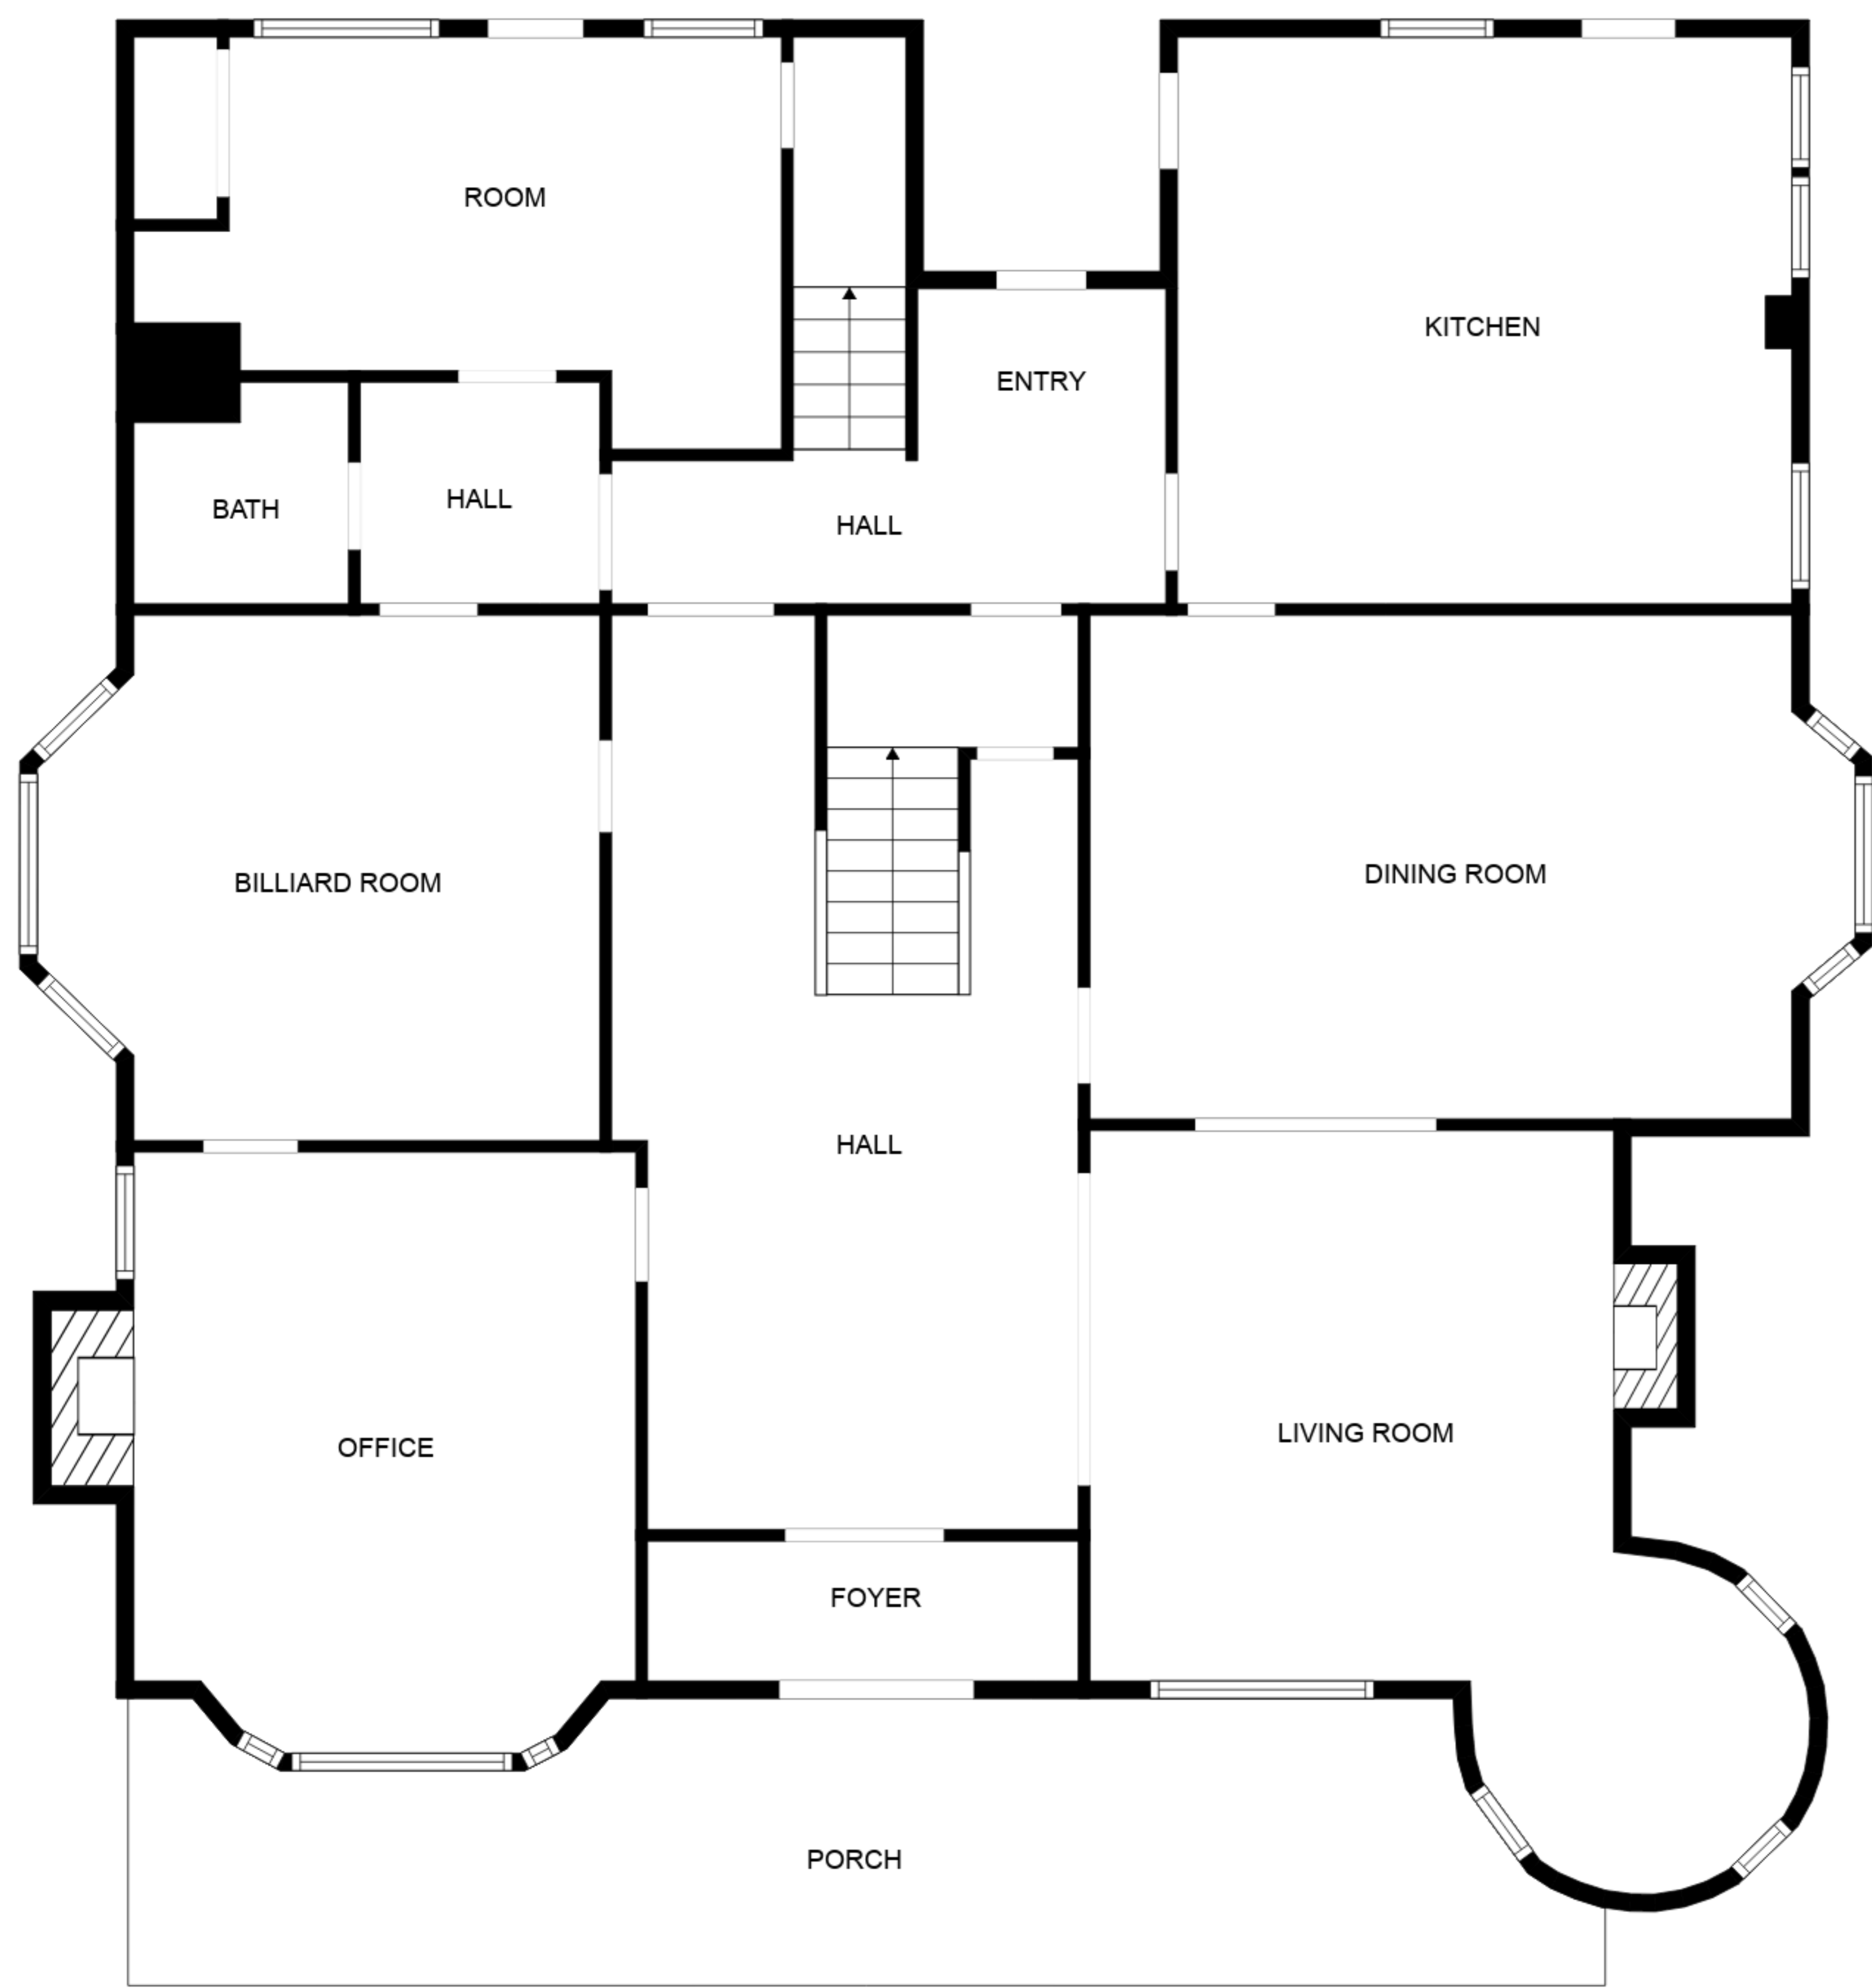 ROOM
KITCHEN
ENTRY
HALL
BATH
HALL
DINING ROOM
BILLIARD ROOM
HALL
LIVING ROOM
OFFICE
FOYER
PORCH